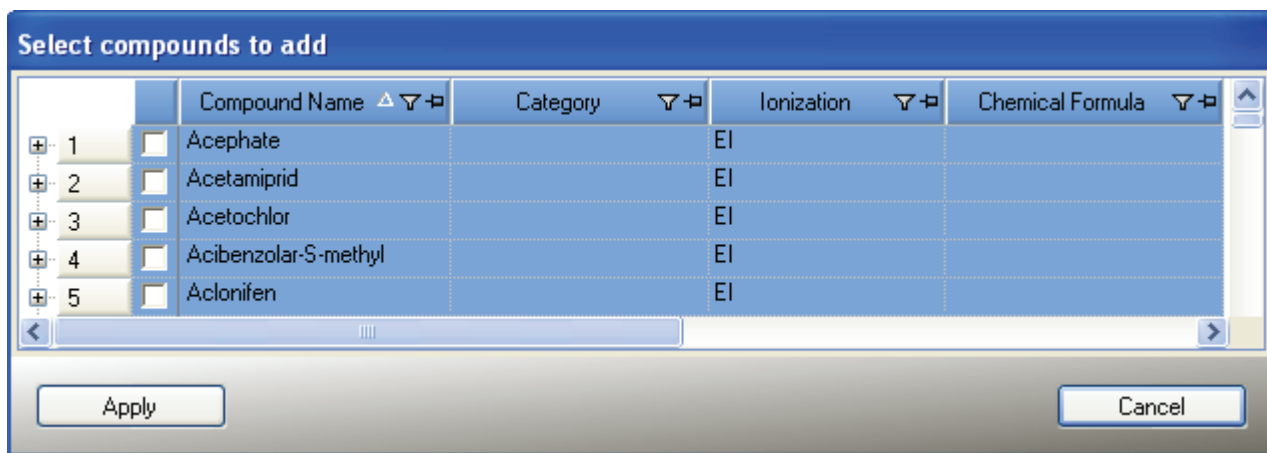 Select compounds to add
Compound Name Category Ionization Chemical Formula
1 Acephate EI
2 Acetamiprid EI
3 Acetochlor EI
4 Acibenzolar-S-methyl EI
5 Aclonifen EI
Apply Cancel